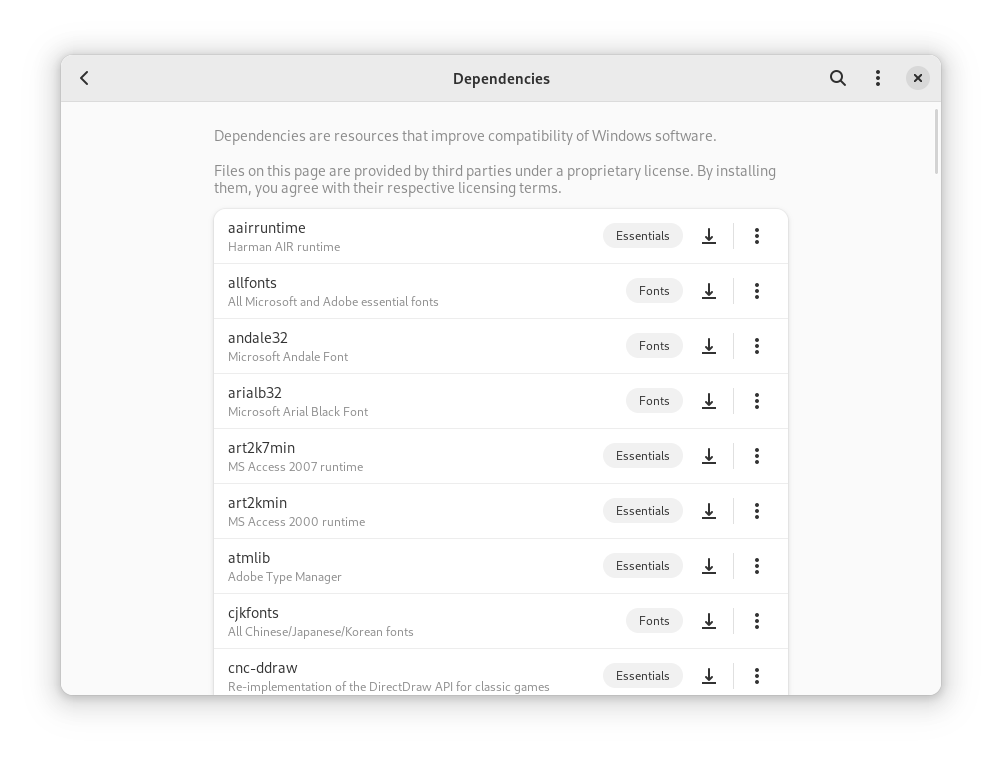 Dependencies
Dependencies are resources that improve compatibility of Windows software.
Files on this page are provided by third parties under a proprietary license. By installing
them, you agree with their respective licensing terms.
aairruntime
Essentials
Harman AIR runtime
allfonts
Fonts
All Microsoft and Adobe essential fonts
andale32
Fonts
Microsoft Andale Font
arialb32
Fonts
Microsoft Arial Black Font
art2k7min
Essentials
MS Access 2007 runtime
art2kmin
Essentials
MS Access 2000 runtime
atmlib
Essentials
Adobe Type Manager
cjkfonts
Fonts
All Chinese/Japanese/Korean fonts
cnc-ddraw
Essentials
Re-implementation of the DirectDraw API for classic games